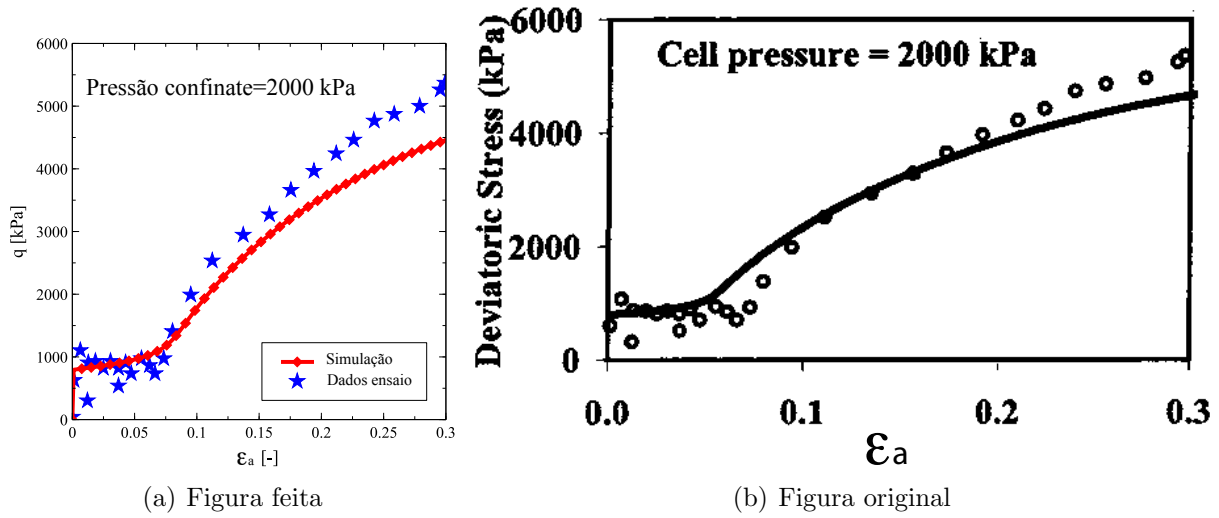 Pressão confinate=2000 kPa
6000
5000
4000
3000
2000
1000
0
q [kPa]
Simulação
Dados ensaio
0 0.05 0.1 0.15 0.2 0.25 0.3
εa [-]
(a) Figura feita
Cell pressure = 2000 kPa
6000
4000
2000
0
Deviatoric Stress (kPa)
0.0 0.1 0.2 0.3
εa
(b) Figura original